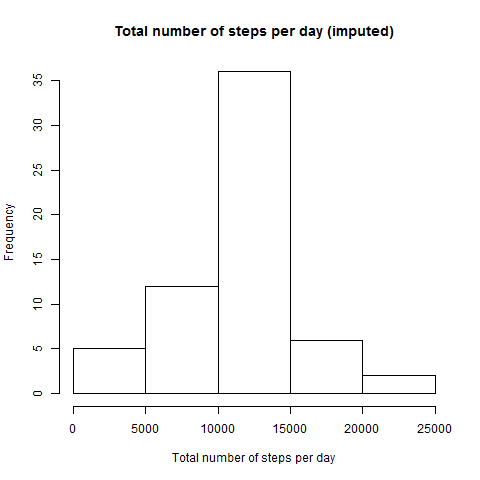 Total number of steps per day (imputed)
Frequency
35
30
25
20
15
10
5
0
0 5000 10000 15000 20000 25000
Total number of steps per day